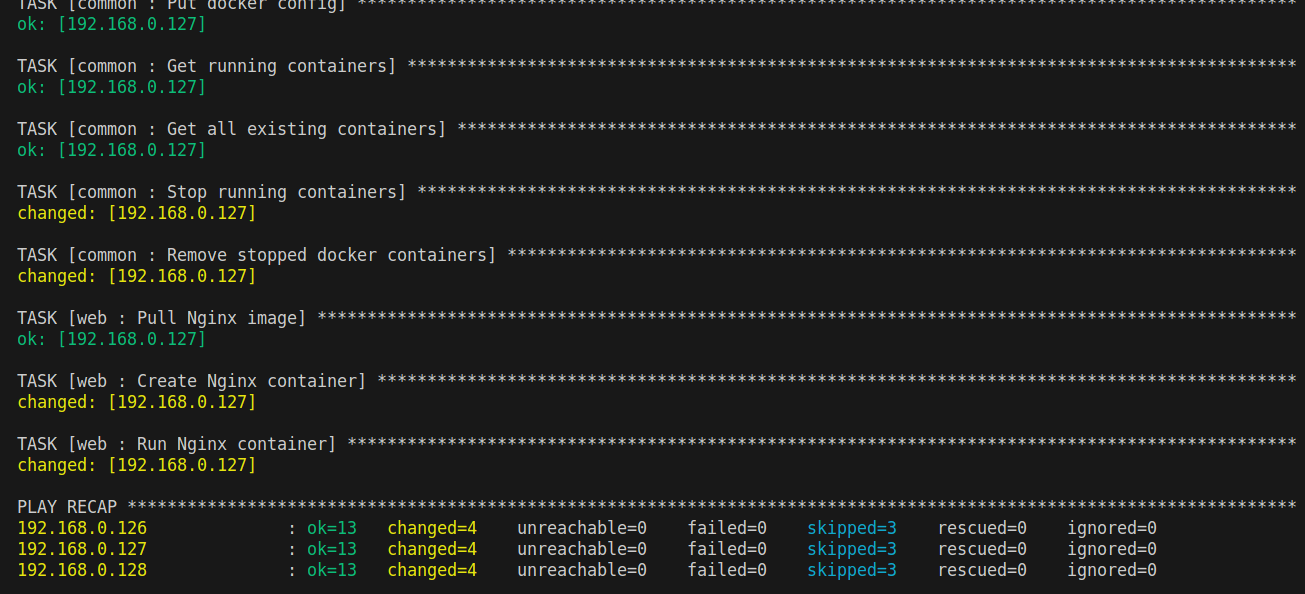 TASK [common : Put docker config] **********************************************************************************************
ok: [192.168.0.127]
TASK [common : Get running containers] *****************************************************************************************
ok: [192.168.0.127]
TASK [common : Get all existing containers] ************************************************************************************
ok: [192.168.0.127]
TASK [common : Stop running containers] ****************************************************************************************
changed: [192.168.0.127]
TASK [common : Remove stopped docker containers] *******************************************************************************
changed: [192.168.0.127]
TASK [web : Pull Nginx image] **************************************************************************************************
ok: [192.168.0.127]
TASK [web : Create Nginx container] ********************************************************************************************
changed: [192.168.0.127]
TASK [web : Run Nginx container] ***********************************************************************************************
changed: [192.168.0.127]
PLAY RECAP *********************************************************************************************************************
192.168.0.126 : ok=13 changed=4 unreachable=0 failed=0 skipped=3 rescued=0 ignored=0
192.168.0.127 : ok=13 changed=4 unreachable=0 failed=0 skipped=3 rescued=0 ignored=0
192.168.0.128 : ok=13 changed=4 unreachable=0 failed=0 skipped=3 rescued=0 ignored=0